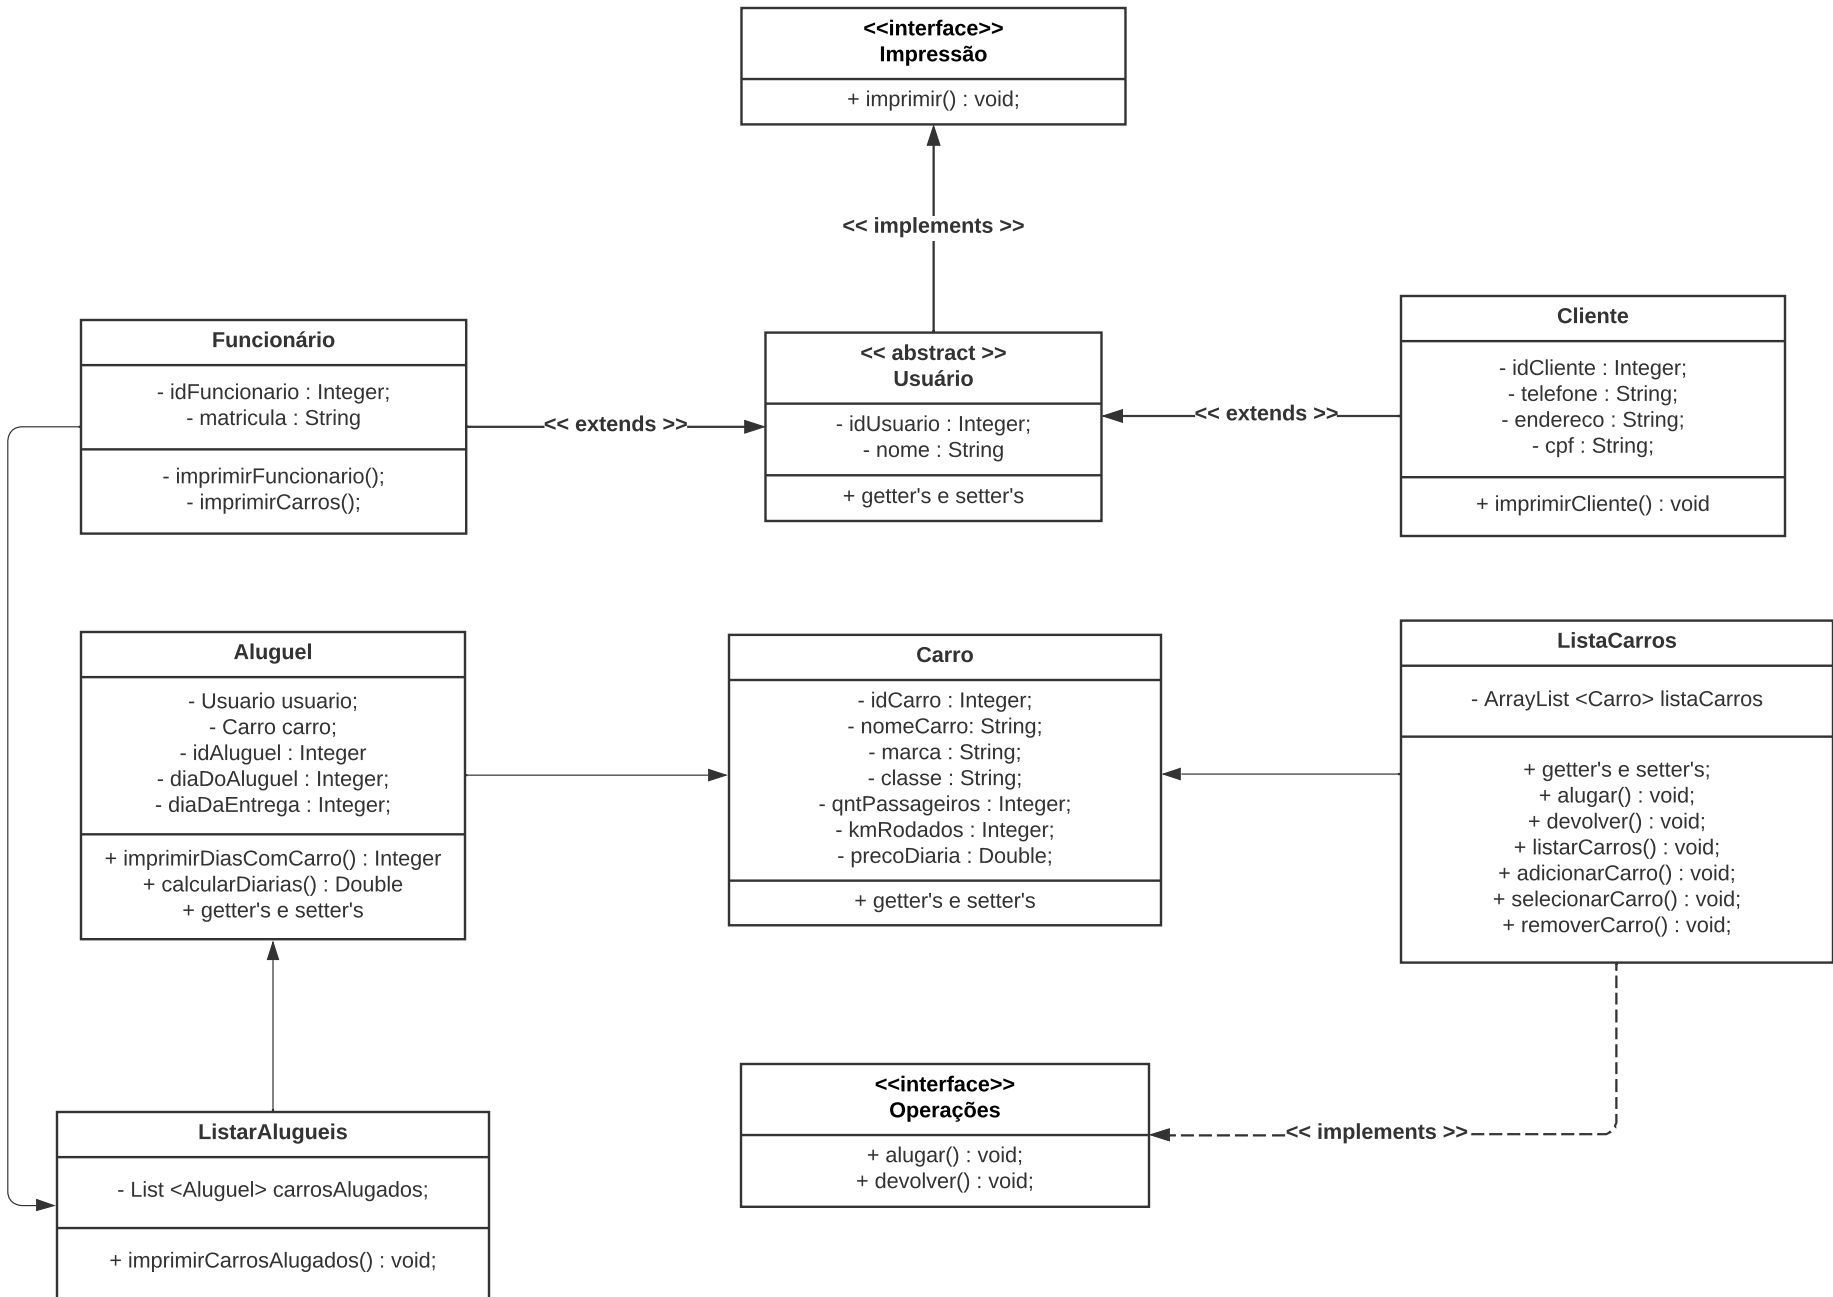 <<interface>>
Impressão
+ imprimir() : void;
<< implements >>
Funcionário
- idFuncionario : Integer;
- matricula : String
- imprimirFuncionario();
- imprimirCarros();
<< extends >>
<< abstract >>
Usuário
- idUsuario : Integer;
- nome : String
+ getter's e setter's
<< extends >>
Cliente
- idCliente : Integer;
- telefone : String;
- endereco : String;
- cpf : String;
+ imprimirCliente() : void
Aluguel
- Usuario usuario;
- Carro carro;
- idAluguel : Integer
- diaDoAluguel : Integer;
- diaDaEntrega : Integer;
+ imprimirDiasComCarro() : Integer
+ calcularDiarias() : Double
+ getter's e setter's
Carro
- idCarro : Integer;
- nomeCarro: String;
- marca : String;
- classe : String;
- qntPassageiros : Integer;
- kmRodados : Integer;
- precoDiaria : Double;
+ getter's e setter's
ListaCarros
- ArrayList <Carro> listaCarros
+ getter's e setter's;
+ alugar() : void;
+ devolver() : void;
+ listarCarros() : void;
+ adicionarCarro() : void;
+ selecionarCarro() : void;
+ removerCarro() : void;
ListarAlugueis
- List <Aluguel> carrosAlugados;
+ imprimirCarrosAlugados() : void;
<<interface>>
Operações
+ alugar() : void;
+ devolver() : void;
<< implements >>